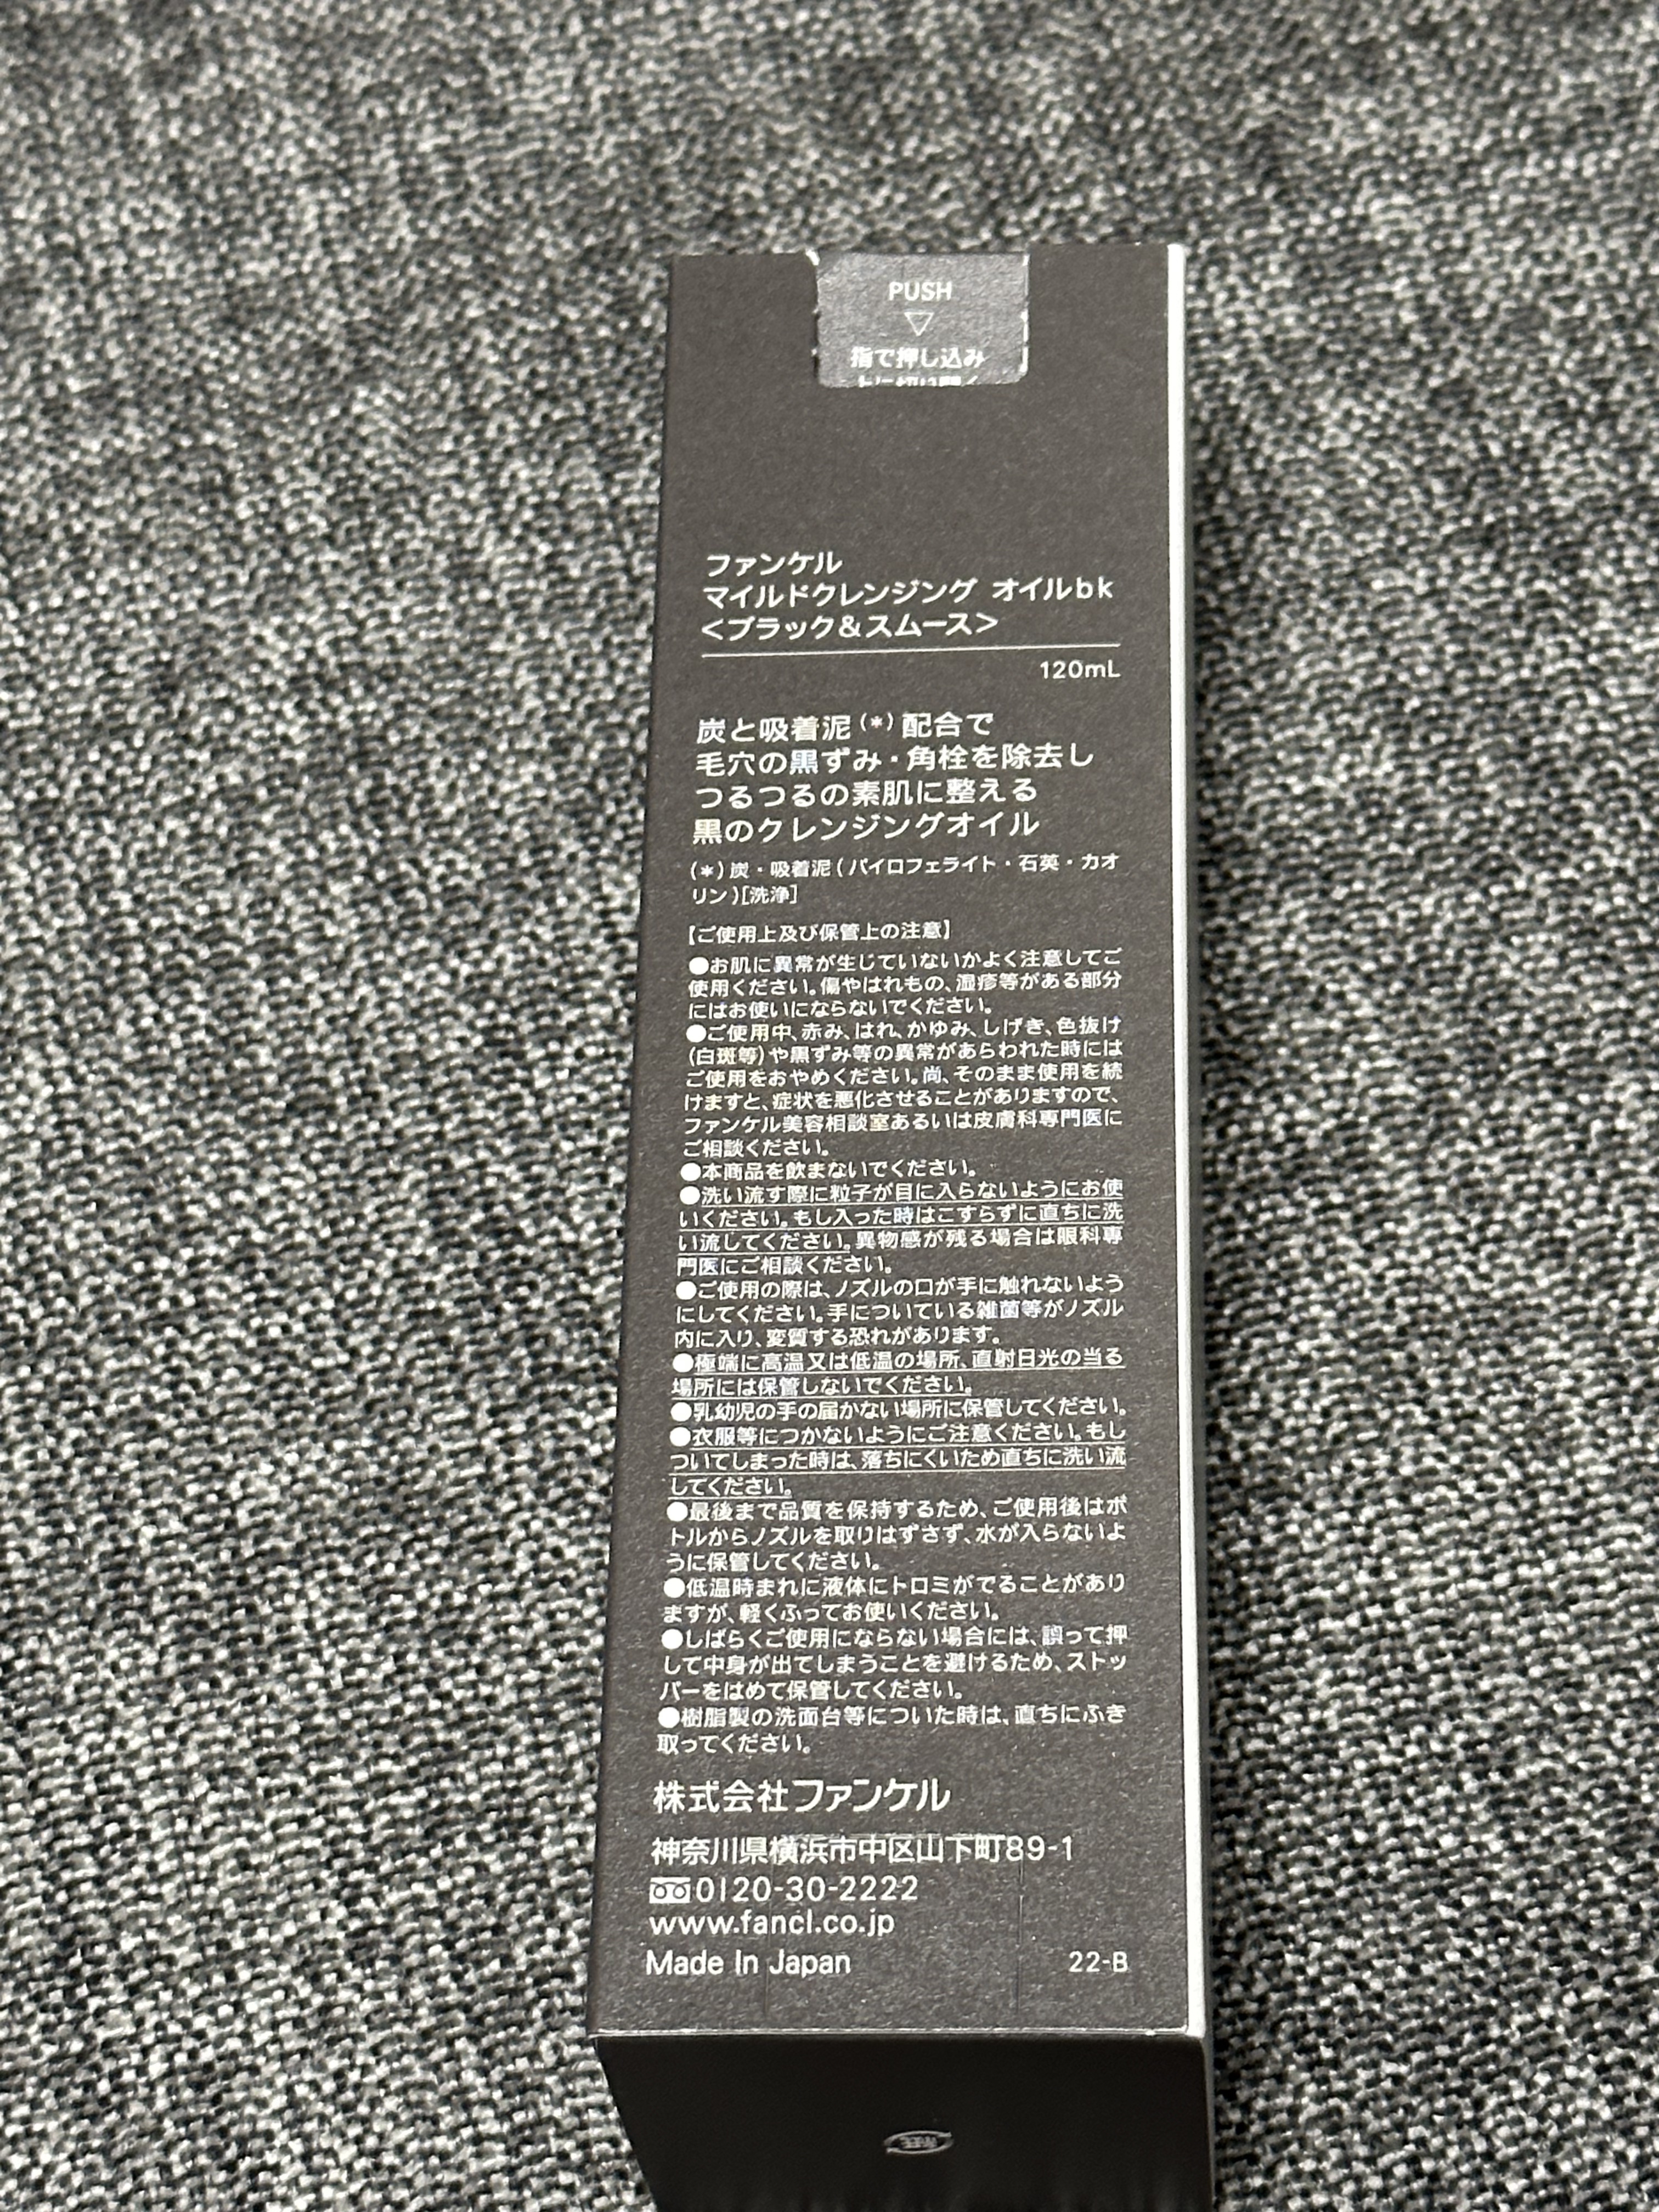 PUSH
指で押し込み
ファンケル
マイルドクレンジング オイルbk
<ブラック&スムース>
120mL
炭と吸着泥(*)配合で
毛穴の黒ずみ・角栓を除去し
つるつるの素肌に整える
黒のクレンジングオイル
(*)炭・吸着泥(パイロフェライト・石英・カオ
リン)[洗浄]
【ご使用上及び保管上の注意】
●お肌に異常が生じていないかよく注意してご
使用ください。傷やはれもの、湿疹等がある部分
にはお使いにならないでください。
●ご使用中、赤み、はれ、かゆみ、しげき、色抜け
(白斑等)や黒ずみ等の異常があらわれた時には
ご使用をおやめください。尚、そのまま使用を続
けますと、症状を悪化させることがありますので、
ファンケル美容相談室あるいは皮膚科専門医に
ご相談ください。
●本商品を飲まないでください。
●洗い流す際に粒子が目に入らないようにお使
いください。もし入った時はこすらずに直ちに洗
い流してください。異物感が残る場合は眼科専
門医にご相談ください。
●ご使用の際は、ノズルの口が手に触れないよう
にしてください。手についている雑菌等がノズル
内に入り、変質する恐れがあります。
●極端に高温又は低温の場所、直射日光の当る
場所には保管しないでください。
●乳幼児の手の届かない場所に保管してください。
●衣服等につかないようにご注意ください。もし
ついてしまった時は、落ちにくいため直ちに洗い流
してください。
●最後まで品質を保持するため、ご使用後はボ
トルからノズルを取りはずさず、水が入らないよ
うに保管してください。
●低温時まれに液体にトロミがでることがあり
ますが、軽くふってお使いください。
●しばらくご使用にならない場合には、誤って押
して中身が出てしまうことを避けるため、ストッ
パーをはめて保管してください。
●樹脂製の洗面台等についた時は、直ちにふき
取ってください。
株式会社ファンケル
神奈川県横浜市中区山下町89-1
0120-30-2222
www.fancl.co.jp
Made In Japan
22-B